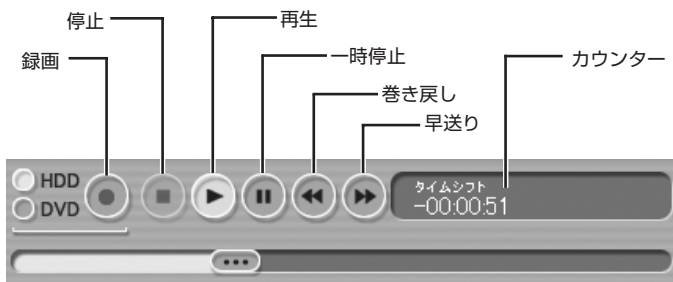 停止
再生
録画
一時停止
カウンター
巻き戻し
早送り
HDD
DVD
タイムシフト
-00:00:51